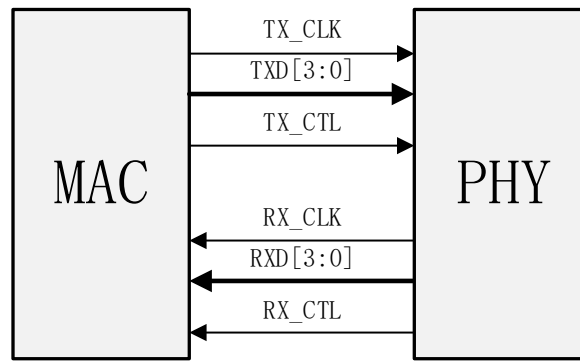 TX_CLK
TXD[3:0]
TX_CTL
MAC
PHY
RX_CLK
RXD[3:0]
RX_CTL